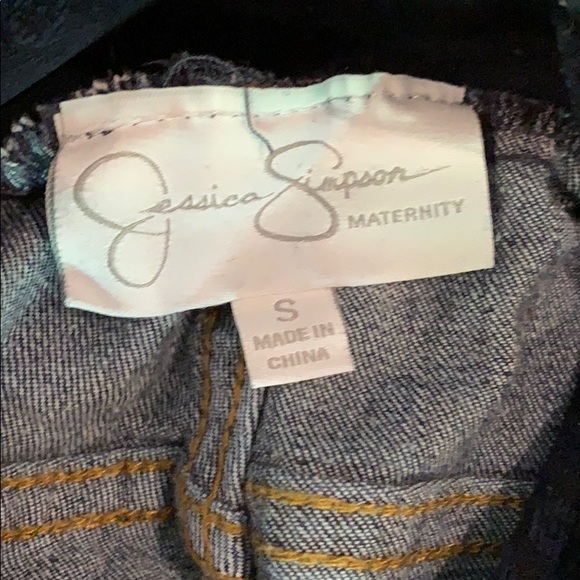 Jessica Simpson
MATERNITY
S
MADE IN
CHINA